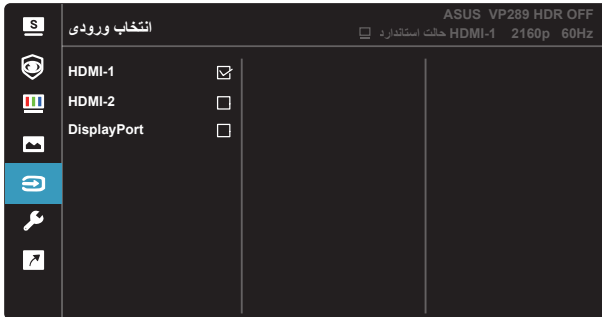 ASUS VP289 HDR OFF
انتخاب ورودی
حالت استاندارد HDMI-1 2160p 60Hz
S
HDMI-1
HDMI-2
DisplayPort